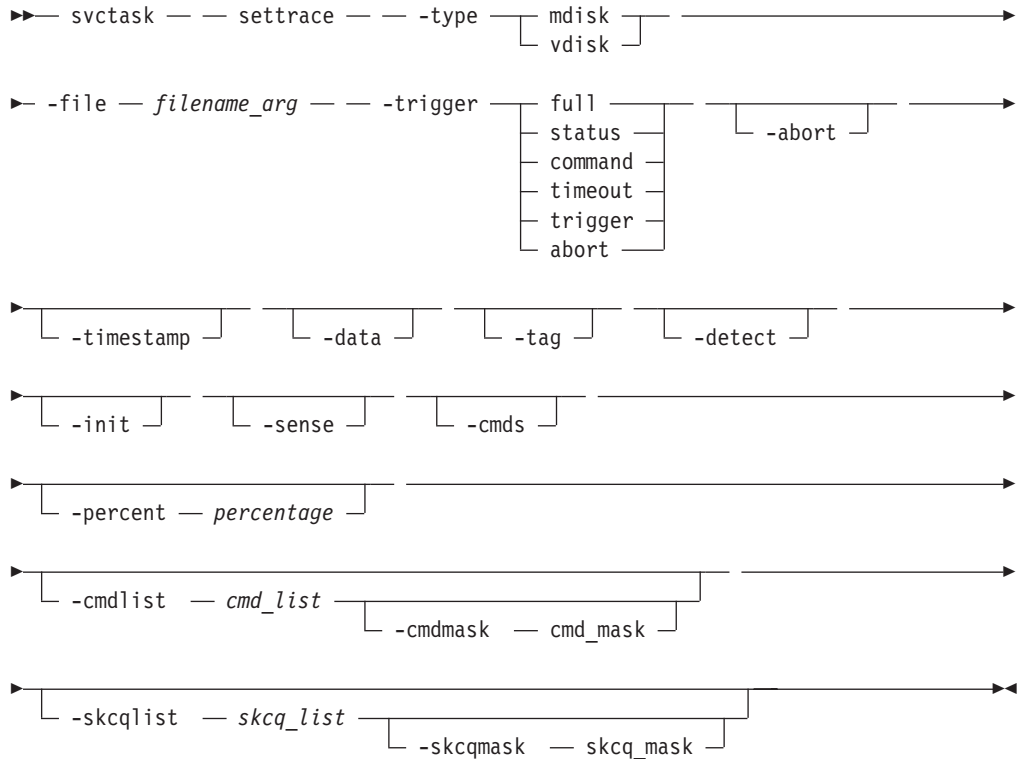 svctask settrace -type mdisk
vdisk
-file filename_arg -trigger full
status -abort
command
timeout
trigger
abort
-timestamp -data -tag -detect
-init -sense -cmds
-percent percentage
-cmdlist cmd_list
-cmdmask cmd_mask
-skcqlist skcq_list
-skcqmask skcq_mask